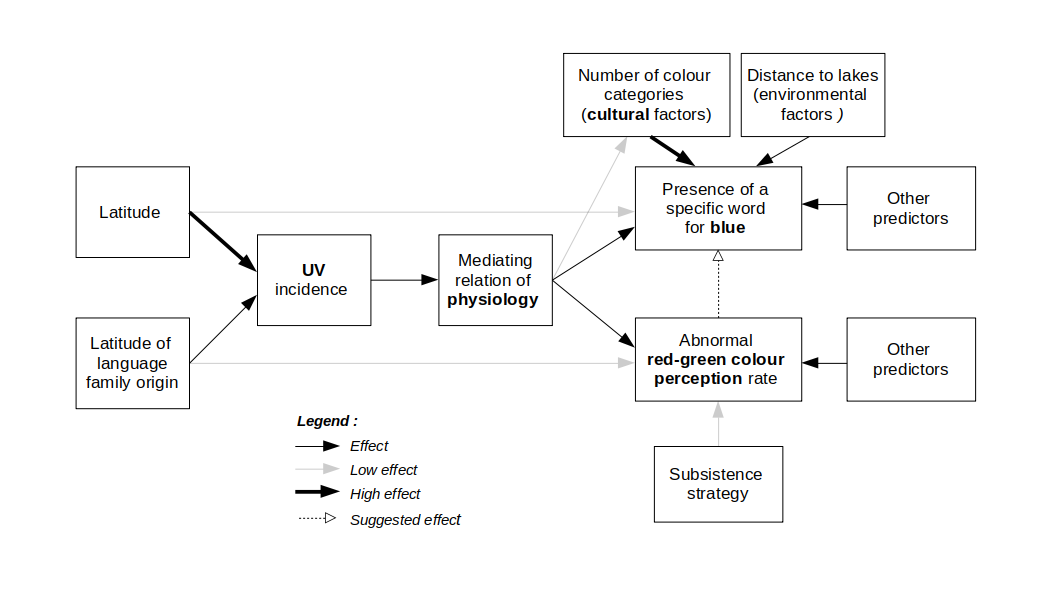 Number of colour
categories
(cultural factors)
Distance to lakes
(environmental
factors )
Latitude
Presence of a
specific word
for blue
Other
predictors
UV
incidence
Mediating
relation of
physiology
Latitude of
language
family origin
Abnormal
red-green colour
perception rate
Other
predictors
Legend :
Effect
Low effect
High effect
Suggested effect
Subsistence
strategy